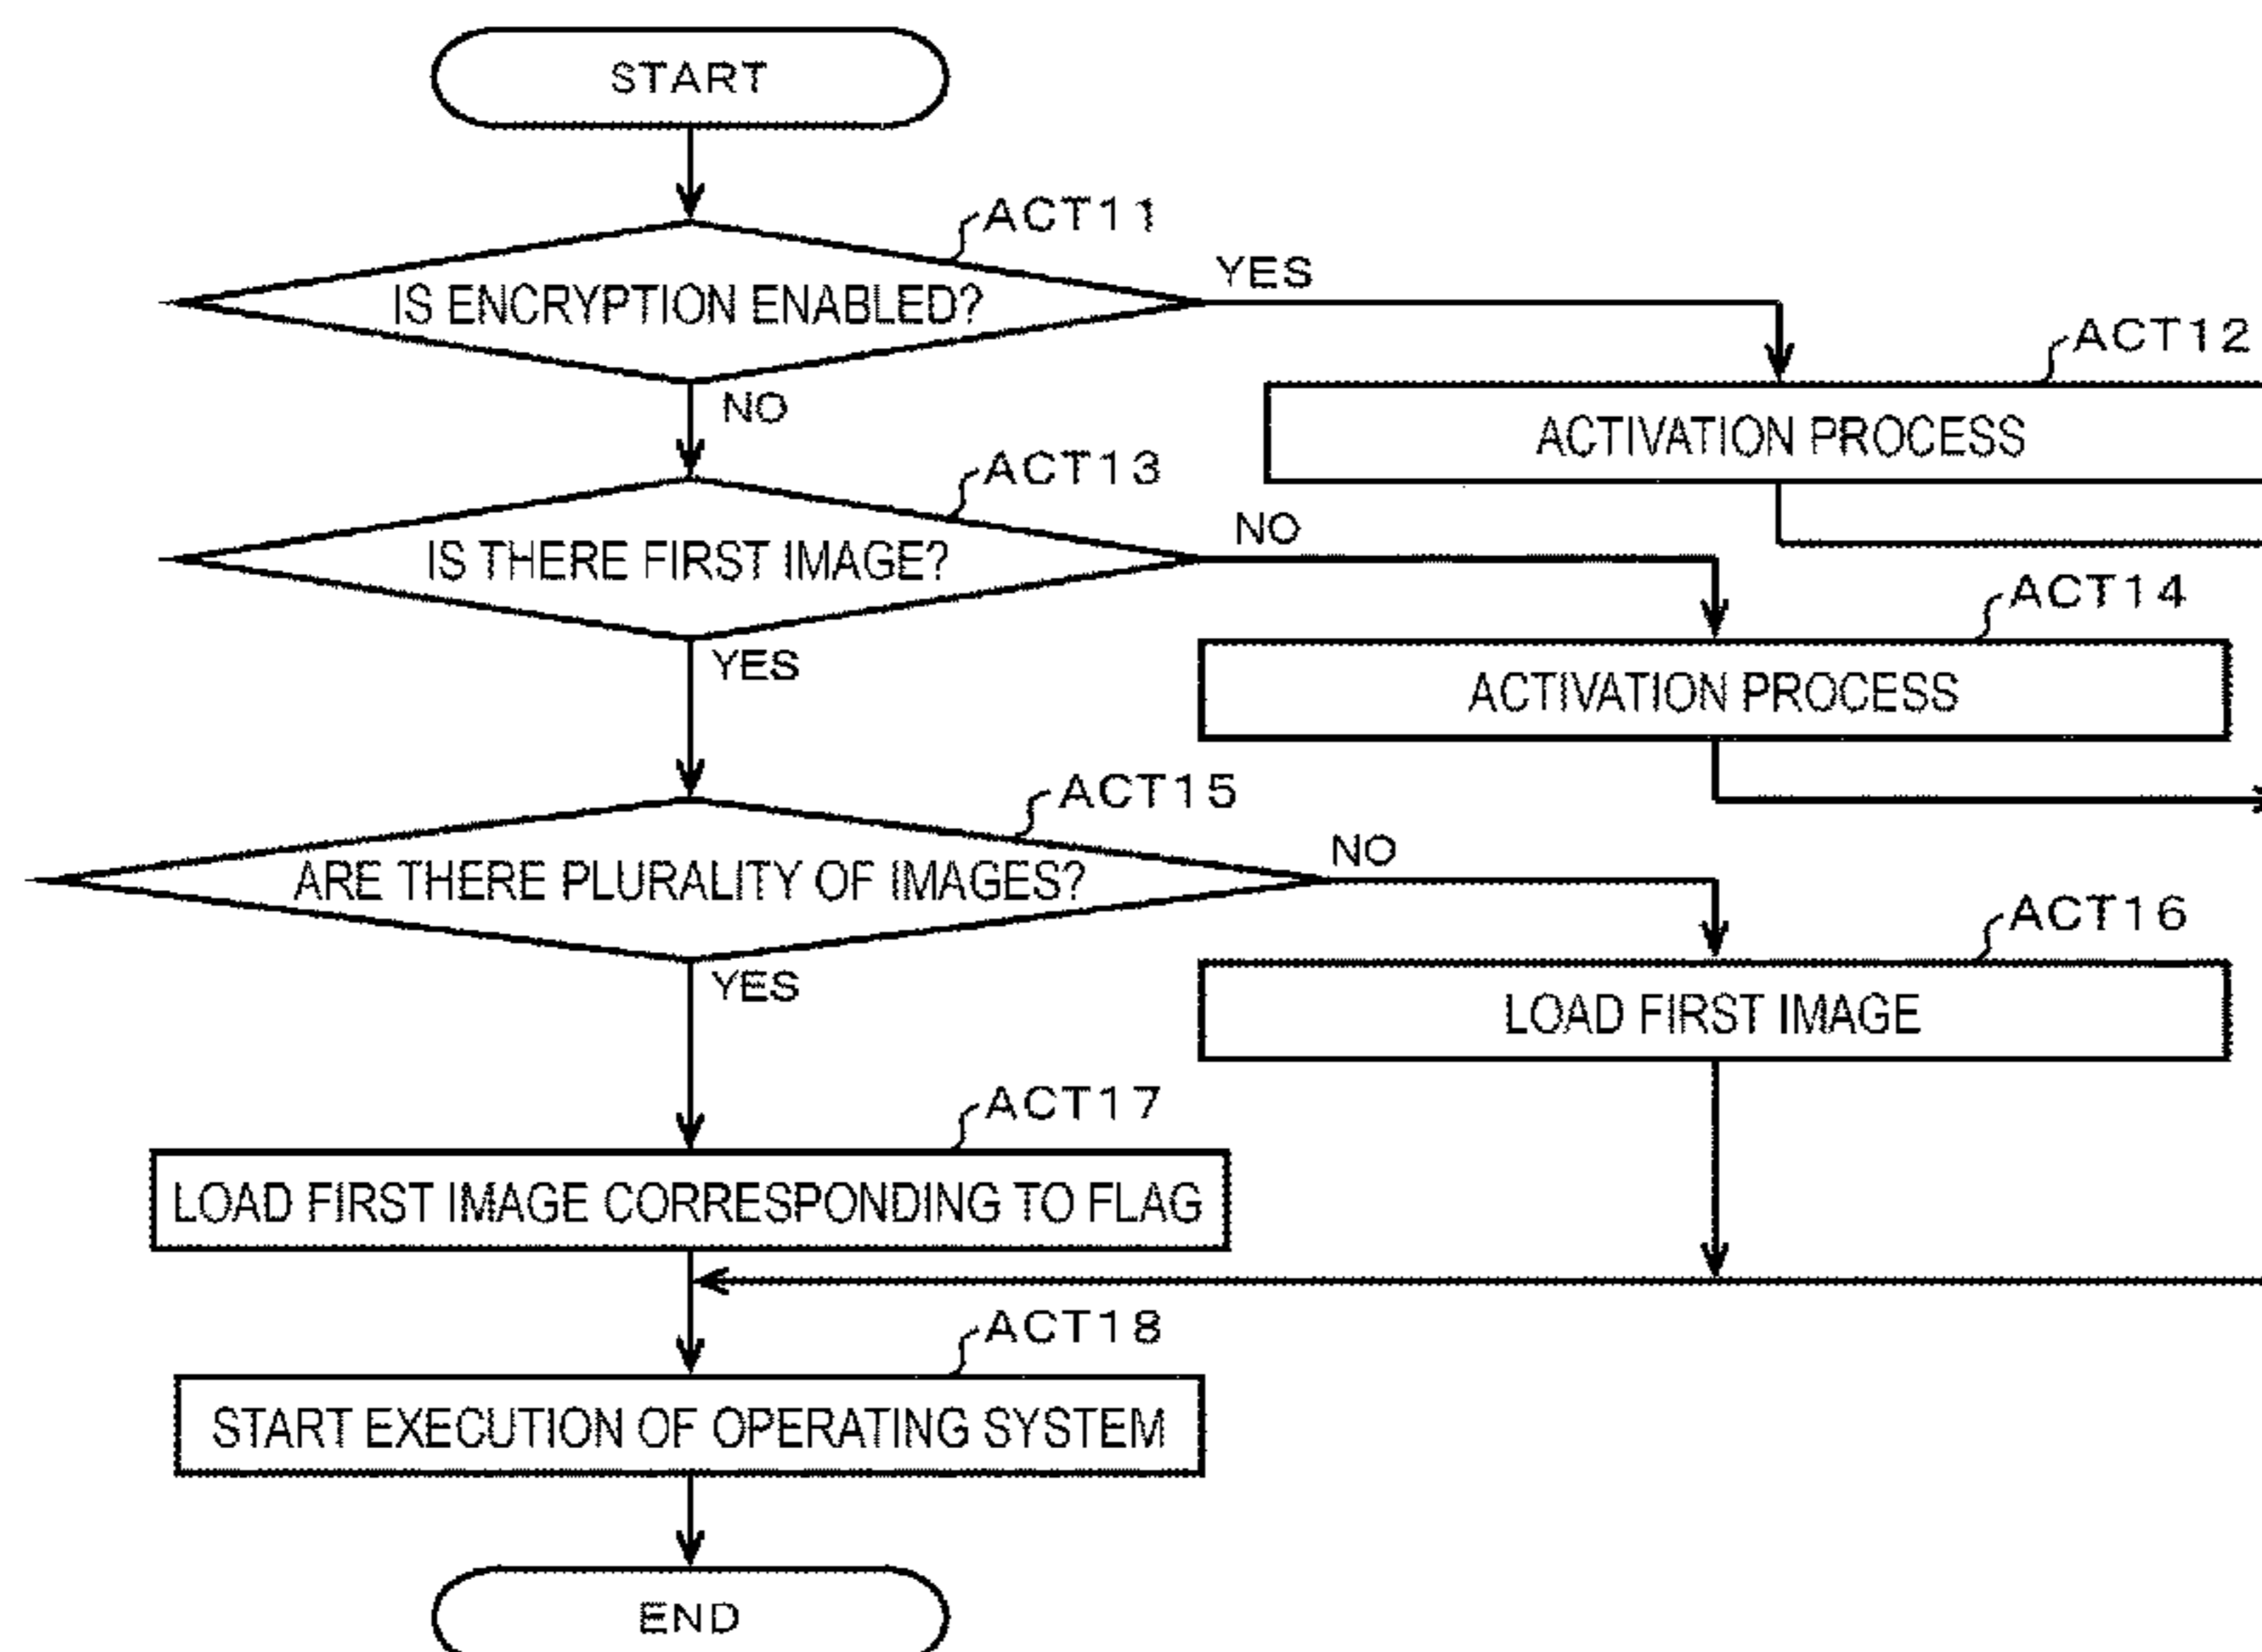 START
ACT11
IS ENCRYPTION ENABLED?
YES
ACT12
NO
ACTIVATION PROCESS
ACT13
IS THERE FIRST IMAGE?
NO
ACT14
YES
ACTIVATION PROCESS
ACT15
ARE THERE PLURALITY OF IMAGES?
NO
ACT16
YES
LOAD FIRST IMAGE
ACT17
LOAD FIRST IMAGE CORRESPONDING TO FLAG
ACT18
START EXECUTION OF OPERATING SYSTEM
END